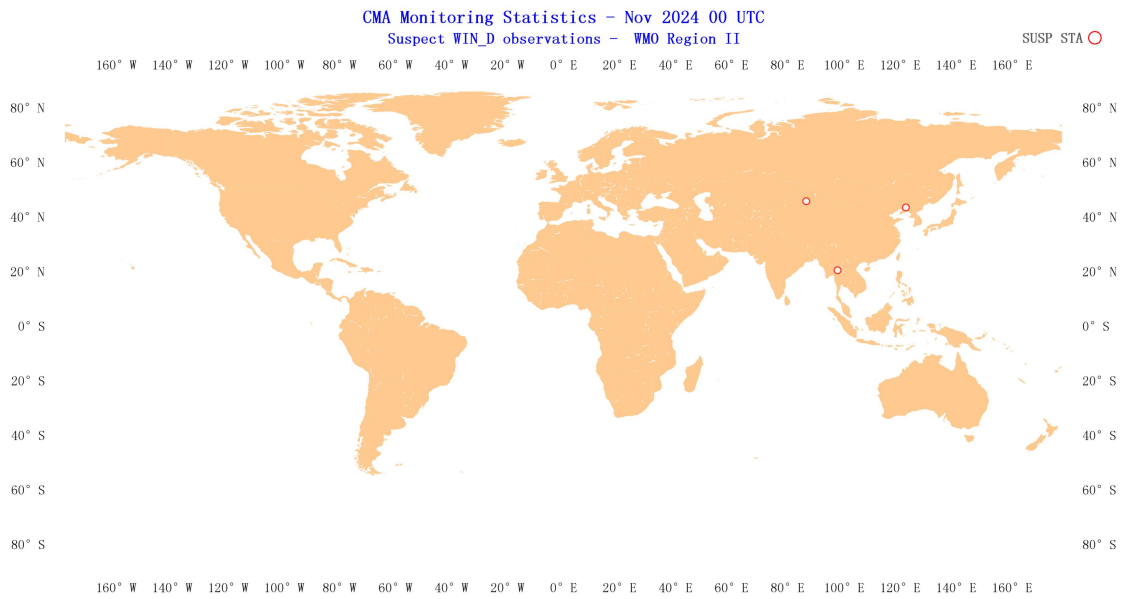 CMA Monitoring Statistics - Nov 2024 00 UTC
Suspect WIN_D observations - WMO Region II
SUSP STA
160° W 140° W 120° W 100° W 80° W 60° W 40° W 20° W 0° E 20° E 40° E 60° E 80° E 100° E 120° E 140° E 160° E
80° N 80° N
60° N 60° N
40° N 40° N
20° N 20° N
0° S 0° S
20° S 20° S
40° S 40° S
60° S 60° S
80° S 80° S
160° W 140° W 120° W 100° W 80° W 60° W 40° W 20° W 0° E 20° E 40° E 60° E 80° E 100° E 120° E 140° E 160° E